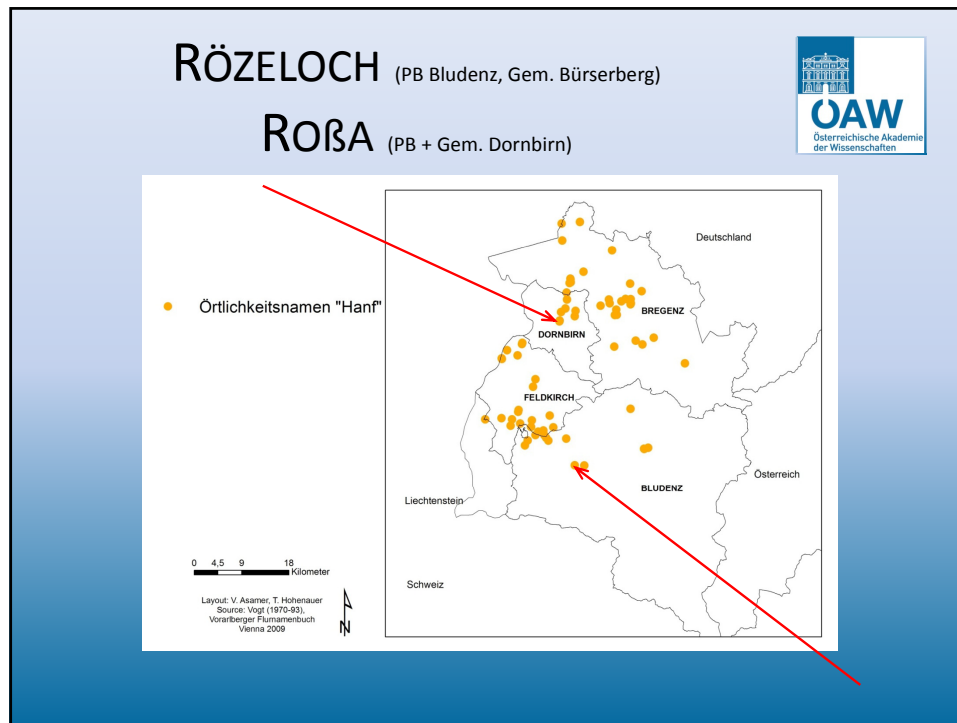 RÖZELOCH (PB Bludenz, Gem. Bürserberg)
ROßA (PB + Gem. Dornbirn)
ÖAW
Österreichische Akademie
der Wissenschaften
Deutschland
Örtlichkeitsnamen "Hanf"
BREGENZ
DORNBIRN
FELDKIRCH
Österreich
BLUDENZ
Liechtenstein
0 4,5 9 18
Kilometer
Schweiz
Layout: V. Asamer, T. Hohenauer
Source: Vogt (1970-93),
Vorarlberger Flurnamenbuch
Vienna 2009
N